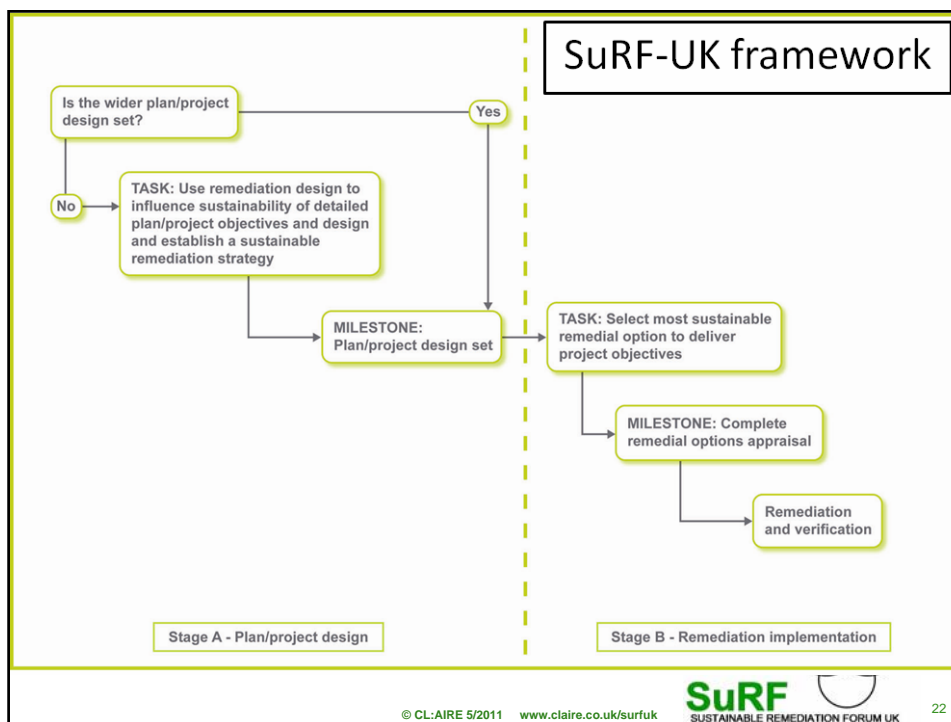 SuRF-UK framework
Is the wider plan/project
design set?
Yes
No
TASK: Use remediation design to
influence sustainability of detailed
plan/project objectives and design
and establish a sustainable
remediation strategy
MILESTONE:
Plan/project design set
TASK: Select most sustainable
remedial option to deliver
project objectives
MILESTONE: Complete
remedial options appraisal
Remediation
and verification
Stage A - Plan/project design
Stage B - Remediation implementation
© CL:AIRE 5/2011 www.claire.co.uk/surfuk
SuRF
SUSTAINABLE REMEDIATION FORUM UK
22